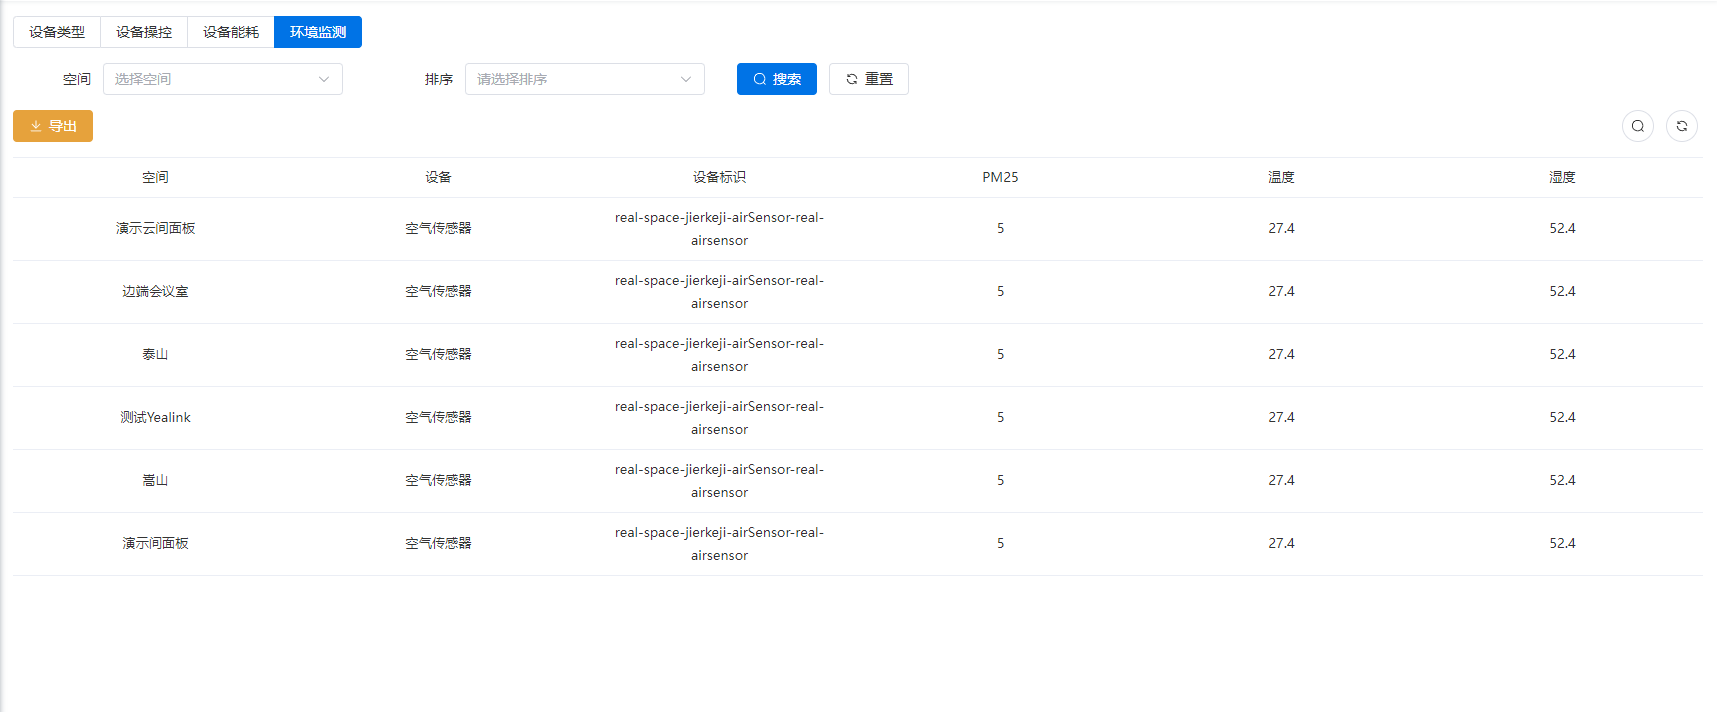 设备类型 设备操控 设备能耗 环境监测
空间 选择空间 排序 请选择排序 搜索 重置
导出
空间 设备 设备标识 PM25 温度 湿度
演示云间面板 空气传感器 real-space-jierkeji-airSensor-real-airsensor 5 27.4 52.4
边端会议室 空气传感器 real-space-jierkeji-airSensor-real-airsensor 5 27.4 52.4
泰山 空气传感器 real-space-jierkeji-airSensor-real-airsensor 5 27.4 52.4
测试Yealink 空气传感器 real-space-jierkeji-airSensor-real-airsensor 5 27.4 52.4
嵩山 空气传感器 real-space-jierkeji-airSensor-real-airsensor 5 27.4 52.4
演示间面板 空气传感器 real-space-jierkeji-airSensor-real-airsensor 5 27.4 52.4